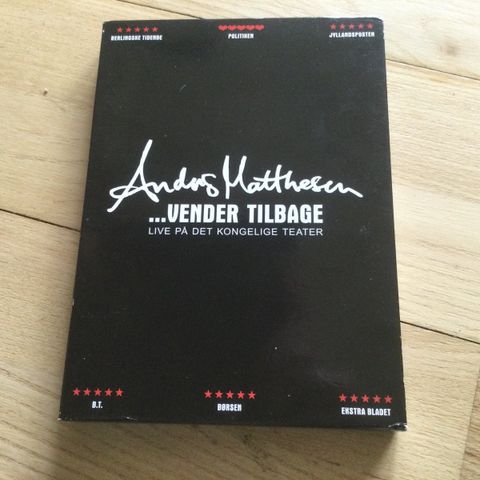 BERLINGSKE TIDENDE
POLITIKEN
JYLLANDSPOSTEN
Anders Matthesen
...VENDER TILBAGE
LIVE PÅ DET KONGELIGE TEATER
B.T.
BØRSEN
EKSTRA BLADET